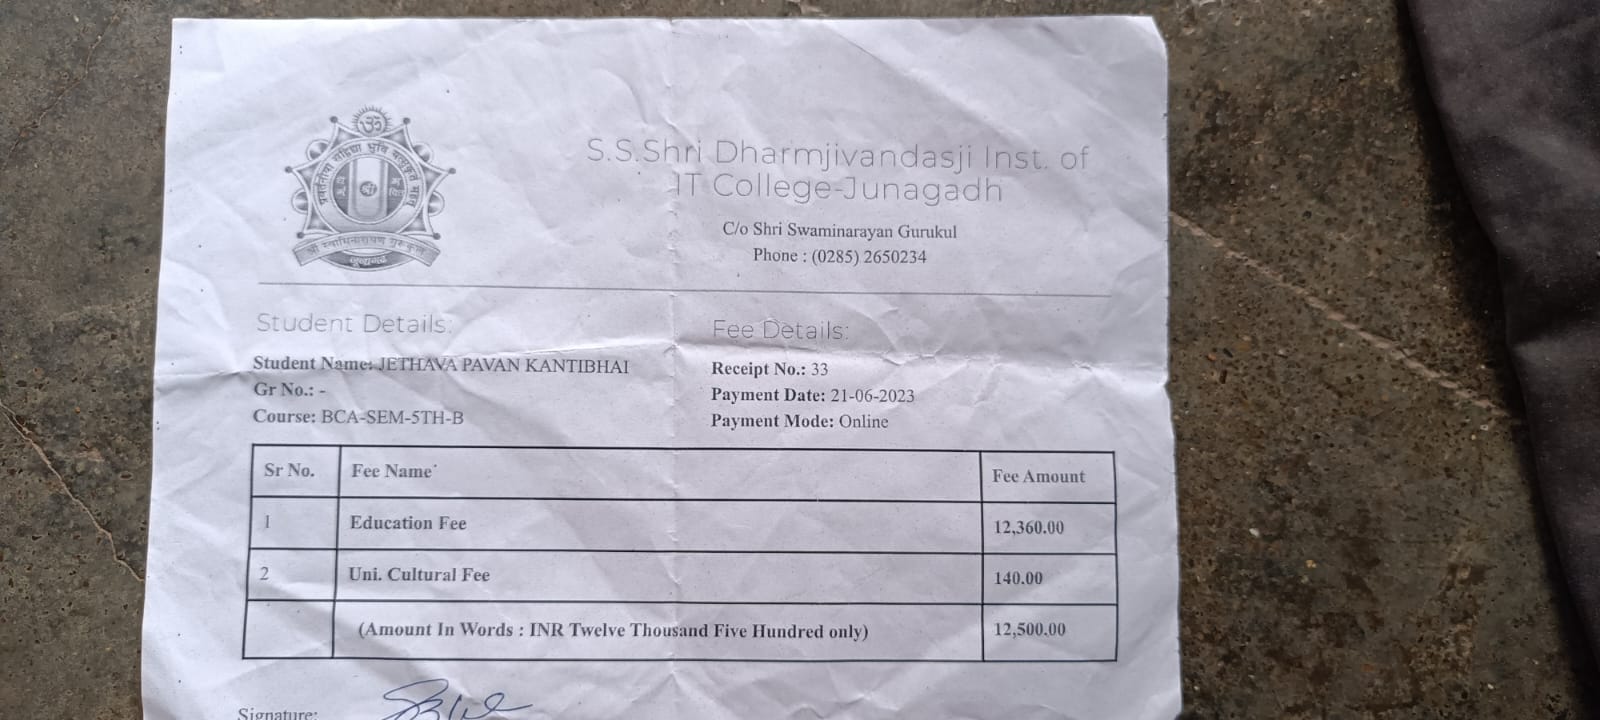 S.S.Shri Dharmjivandasji Inst. of
IT College-Junagadh
C/o Shri Swaminarayan Gurukul
Phone : (0285) 2650234
श्री स्वामिनारायण गुरुकुल
जूनागढ
Student Details:
Student Name: JETHAVA PAVAN KANTIBHAI
Gr No.: -
Course: BCA-SEM-5TH-B
Fee Details:
Receipt No.: 33
Payment Date: 21-06-2023
Payment Mode: Online
Sr No. Fee Name Fee Amount
1 Education Fee 12,360.00
2 Uni. Cultural Fee 140.00
(Amount In Words : INR Twelve Thousand Five Hundred only) 12,500.00
Signature: